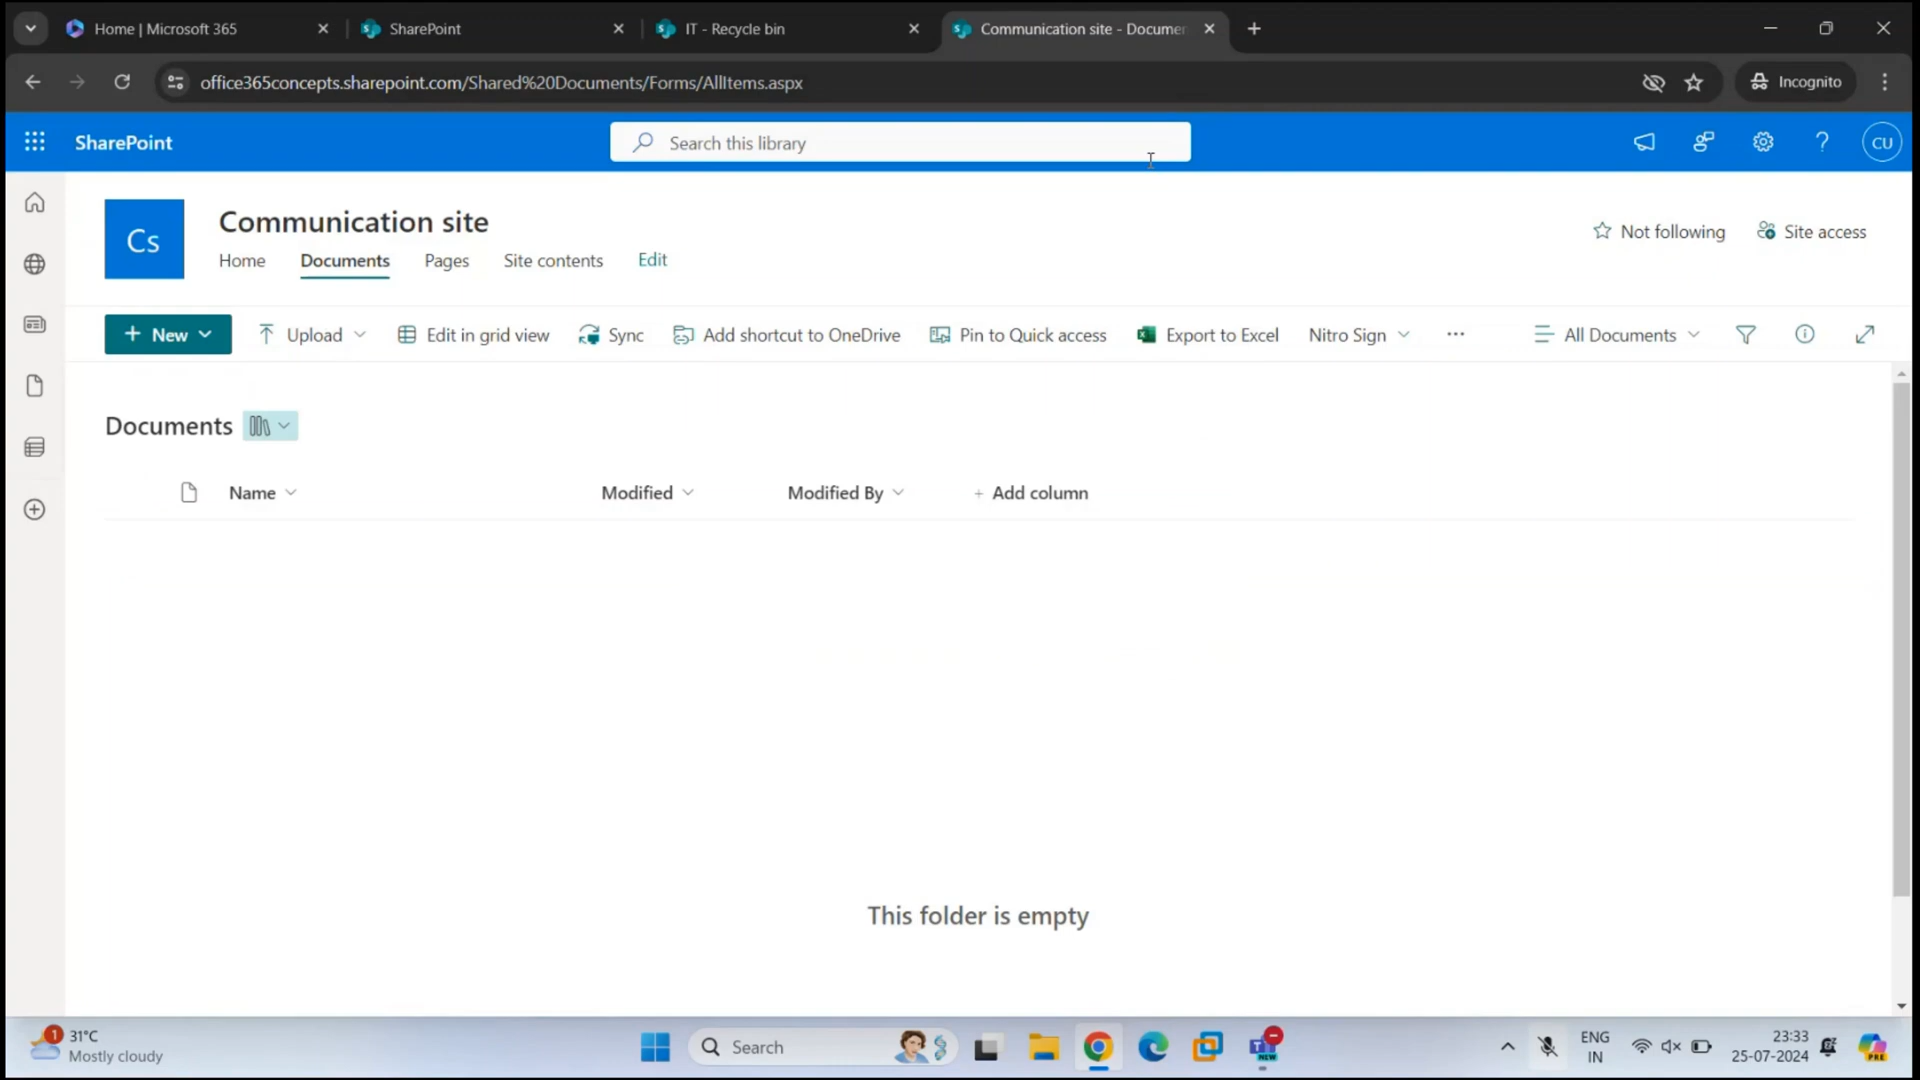 Home | Microsoft 365
SharePoint
IT - Recycle bin
Communication site - Documen
office365concepts.sharepoint.com/Shared%20Documents/Forms/AllItems.aspx
Incognito
SharePoint
Search this library
CU
Cs
Communication site
Home Documents Pages Site contents Edit
Not following
Site access
+ New
Upload
Edit in grid view
Sync
Add shortcut to OneDrive
Pin to Quick access
Export to Excel
Nitro Sign
...
All Documents
Documents
Name
Modified
Modified By
+ Add column
This folder is empty
1
31°C
Mostly cloudy
Search
NEW
ENG
IN
23:33
25-07-2024
PRE